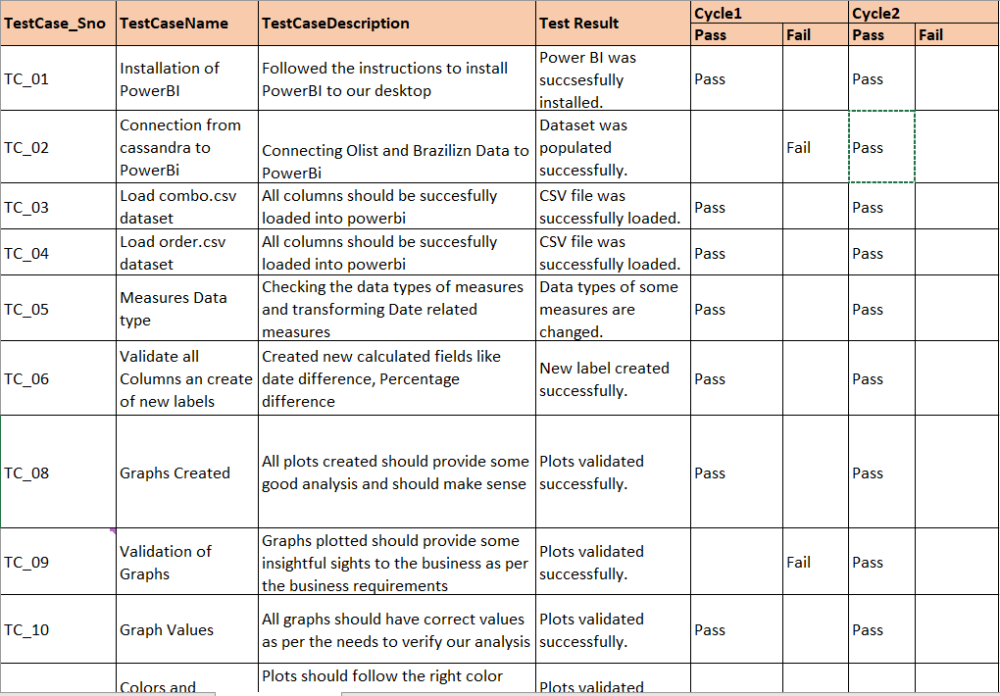 TestCase_Sno TestCaseName TestCaseDescription Test Result Cycle1 Cycle2
Pass Fail Pass Fail
TC_01
Installation of
PowerBI
Followed the instructions to install
PowerBI to our desktop
Power BI was
succsesfully
installed.
Pass
Pass
TC_02
Connection from
cassandra to
PowerBi
Connecting Olist and Brazilizn Data to
PowerBi
Dataset was
populated
successfully.
Fail
Pass
TC_03
Load combo.csv
dataset
All columns should be succesfully
loaded into powerbi
CSV file was
successfully loaded.
Pass
Pass
TC_04
Load order.csv
dataset
All columns should be succesfully
loaded into powerbi
CSV file was
successfully loaded.
Pass
Pass
TC_05
Measures Data
type
Checking the data types of measures
and transforming Date related
measures
Data types of some
measures are
changed.
Pass
Pass
TC_06
Validate all
Columns an create
of new labels
Created new calculated fields like
date difference, Percentage
difference
New label created
successfully.
Pass
Pass
TC_08
Graphs Created
All plots created should provide some
good analysis and should make sense
Plots validated
successfully.
Pass
Pass
TC_09
Validation of
Graphs
Graphs plotted should provide some
insightful sights to the business as per
the business requirements
Plots validated
successfully.
Fail
Pass
TC_10
Graph Values
All graphs should have correct values
as per the needs to verify our analysis
Plots validated
successfully.
Pass
Pass
Colors and
Plots should follow the right color
Plots validated